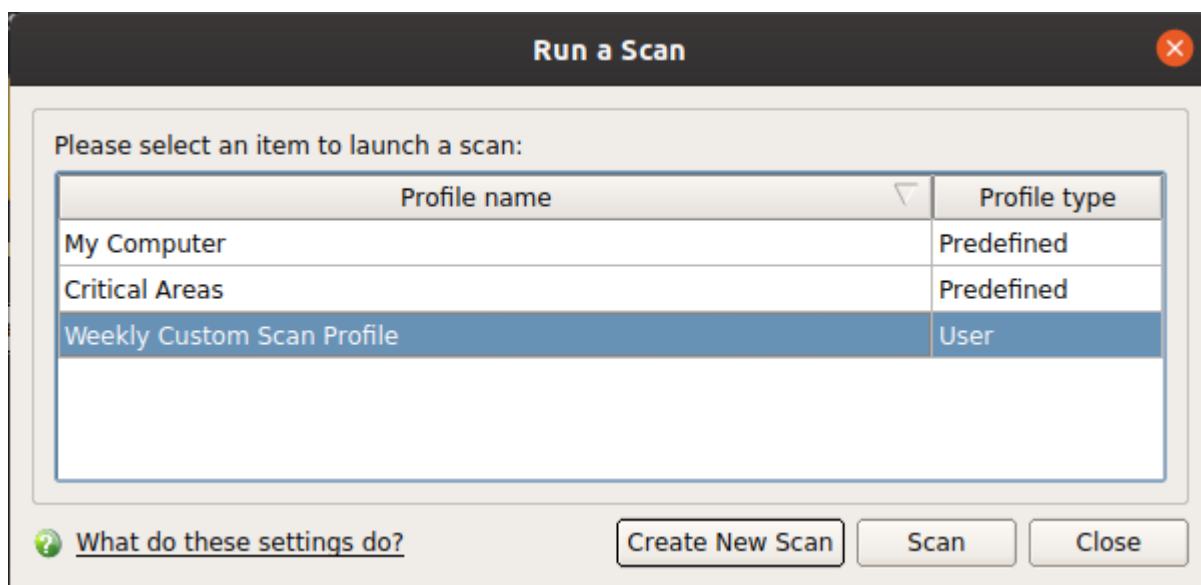 Run a Scan
Please select an item to launch a scan:
Profile name Profile type
My Computer Predefined
Critical Areas Predefined
Weekly Custom Scan Profile User
What do these settings do? Create New Scan Scan Close